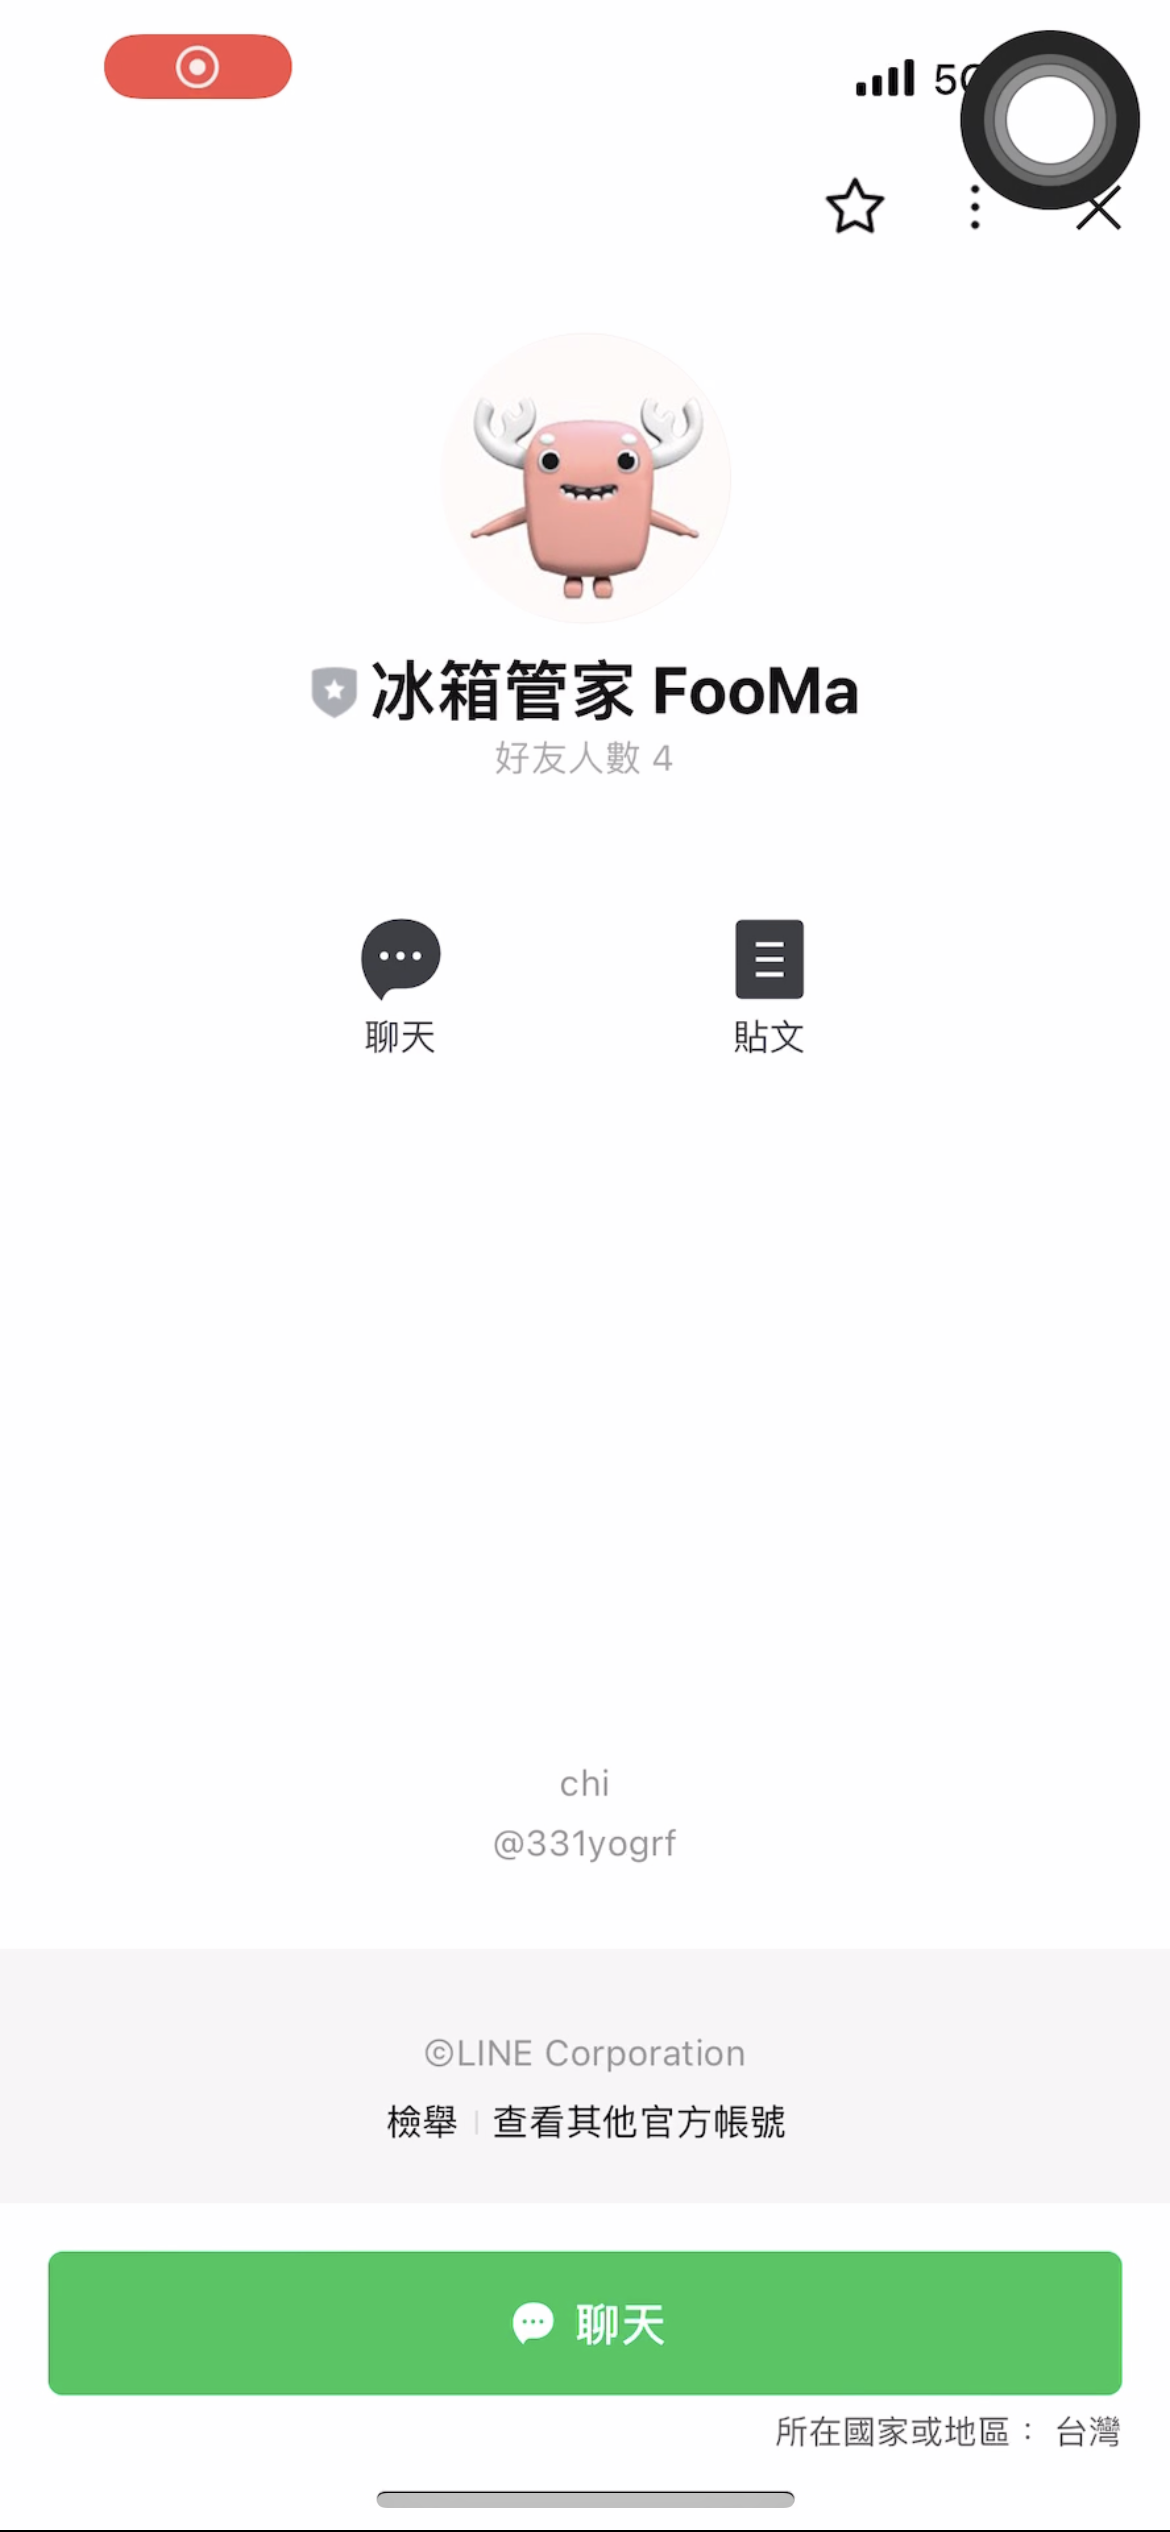 冰箱管家 FooMa
好友人數 4
聊天
貼文
chi
@331yogrf
©LINE Corporation
檢舉 | 查看其他官方帳號
聊天
所在國家或地區： 台灣